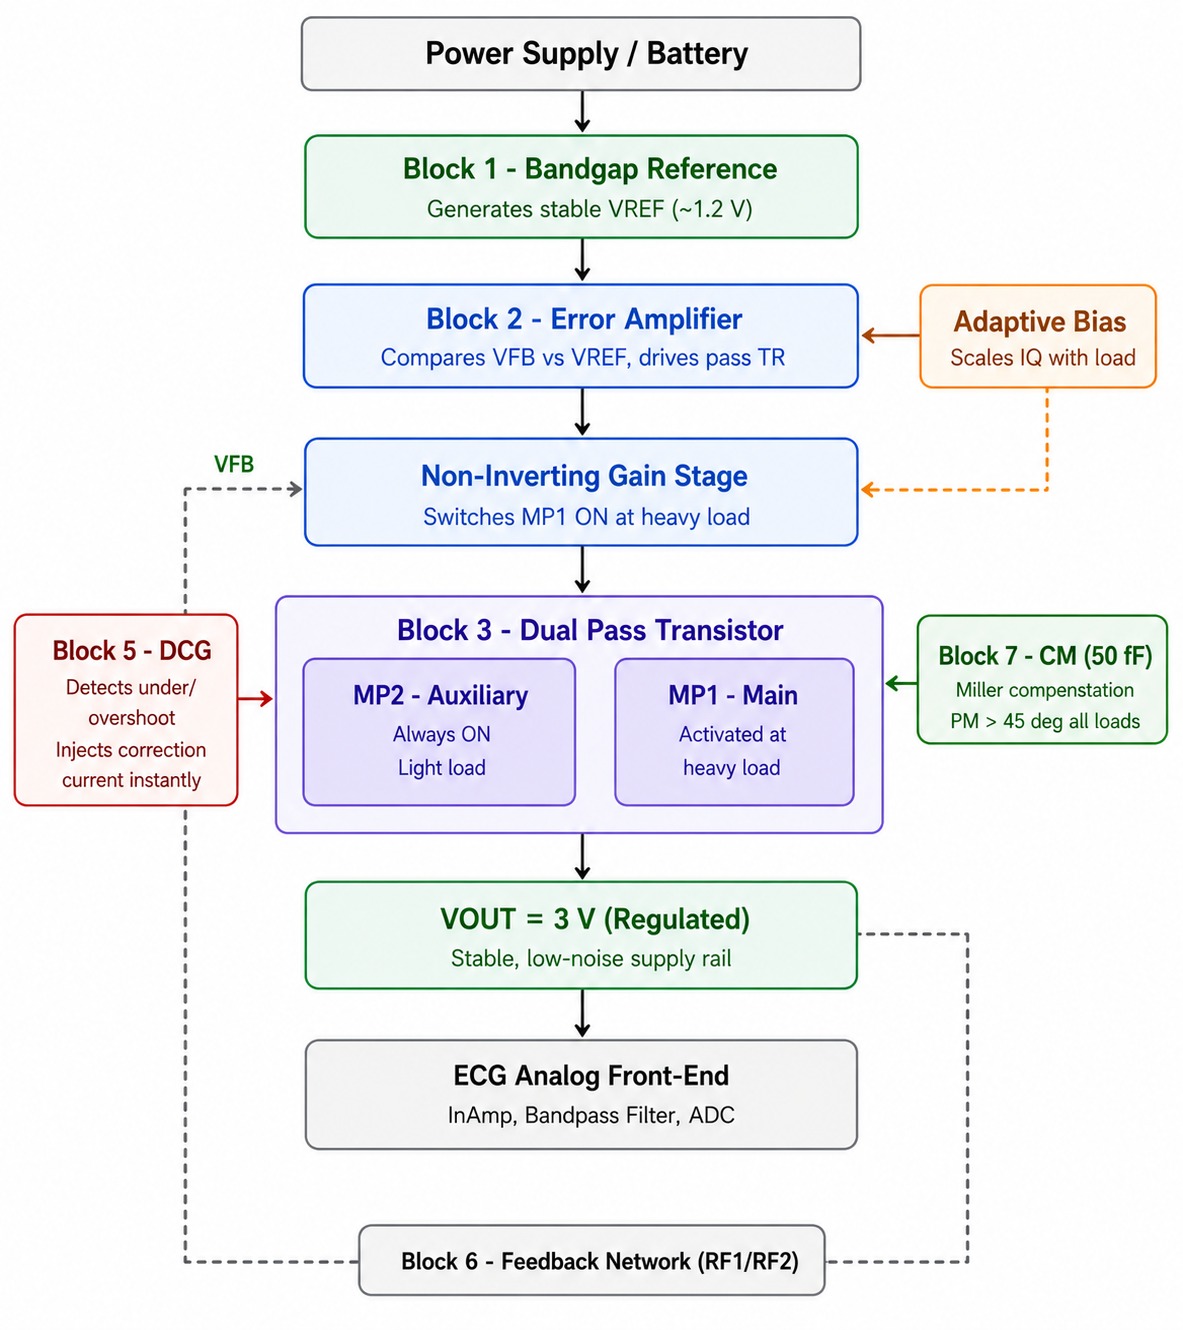 Power Supply / Battery
Block 1 - Bandgap Reference
Generates stable VREF (~1.2 V)
Block 2 - Error Amplifier
Compares VFB vs VREF, drives pass TR
Adaptive Bias
Scales IQ with load
VFB
Non-Inverting Gain Stage
Switches MP1 ON at heavy load
Block 5 - DCG
Detects under/
overshoot
Injects correction
current instantly
Block 3 - Dual Pass Transistor
MP2 - Auxiliary
Always ON
Light load
MP1 - Main
Activated at
heavy load
Block 7 - CM (50 fF)
Miller compenstation
PM > 45 deg all loads
VOUT = 3 V (Regulated)
Stable, low-noise supply rail
ECG Analog Front-End
InAmp, Bandpass Filter, ADC
Block 6 - Feedback Network (RF1/RF2)